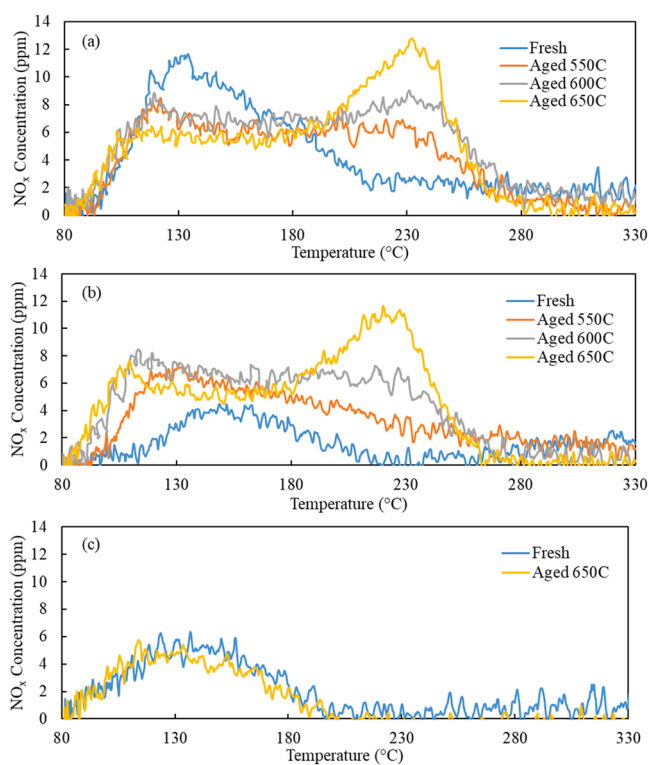 14
12
10
8
6
4
2
0
NOx Concentration (ppm)
(a)
Fresh
Aged 550C
Aged 600C
Aged 650C
80 130 180 230 280 330
Temperature (°C)
14
12
10
8
6
4
2
0
NOx Concentration (ppm)
(b)
Fresh
Aged 550C
Aged 600C
Aged 650C
80 130 180 230 280 330
Temperature (°C)
14
12
10
8
6
4
2
0
NOx Concentration (ppm)
(c)
Fresh
Aged 650C
80 130 180 230 280 330
Temperature (°C)